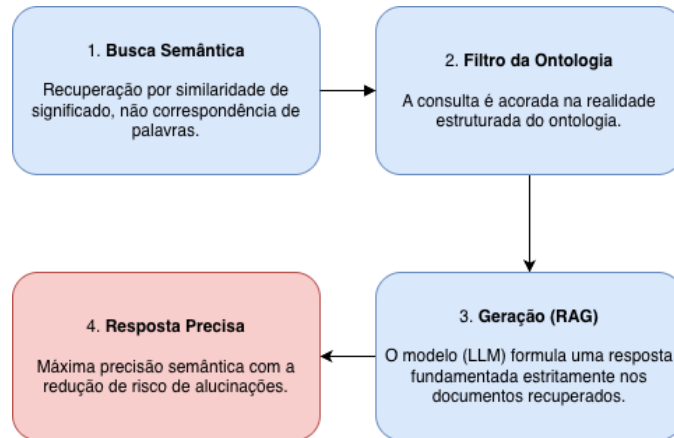 1. Busca Semântica
Recuperação por similaridade de
significado, não correspondência de
palavras.
2. Filtro da Ontologia
A consulta é acorada na realidade
estruturada do ontologia.
3. Geração (RAG)
O modelo (LLM) formula uma resposta
fundamentada estritamente nos
documentos recuperados.
4. Resposta Precisa
Máxima precisão semântica com a
redução de risco de alucinações.